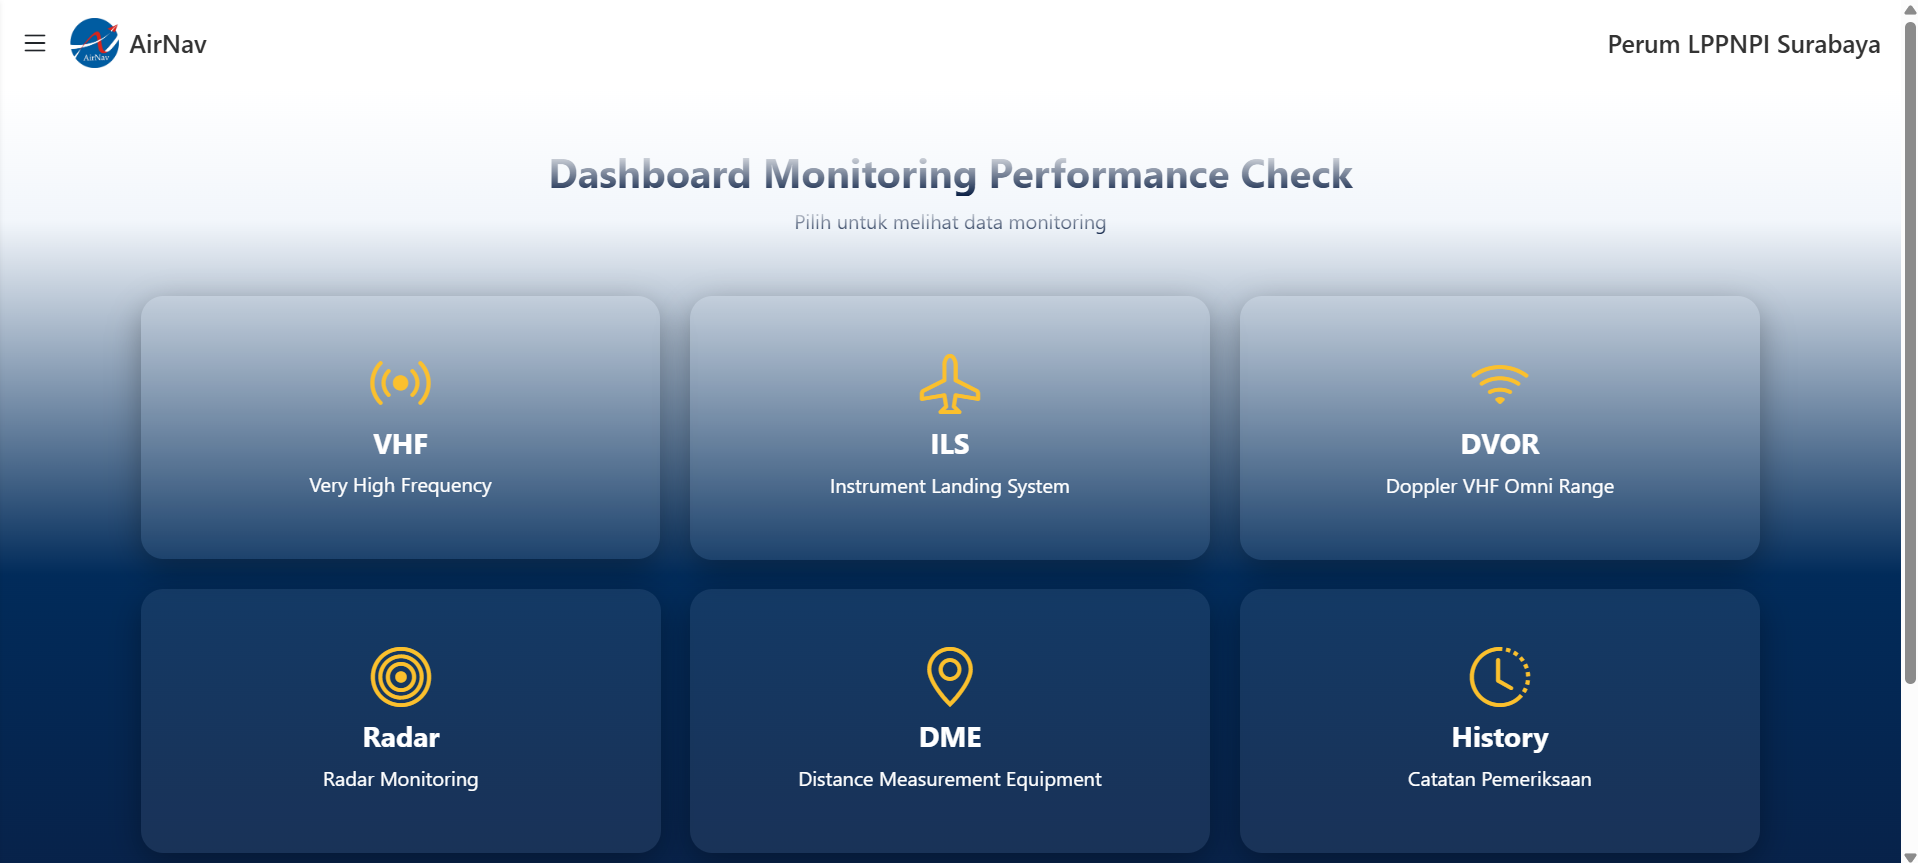 AirNav
AirNav
Perum LPPNPI Surabaya
Dashboard Monitoring Performance Check
Pilih untuk melihat data monitoring
VHF
Very High Frequency
ILS
Instrument Landing System
DVOR
Doppler VHF Omni Range
Radar
Radar Monitoring
DME
Distance Measurement Equipment
History
Catatan Pemeriksaan